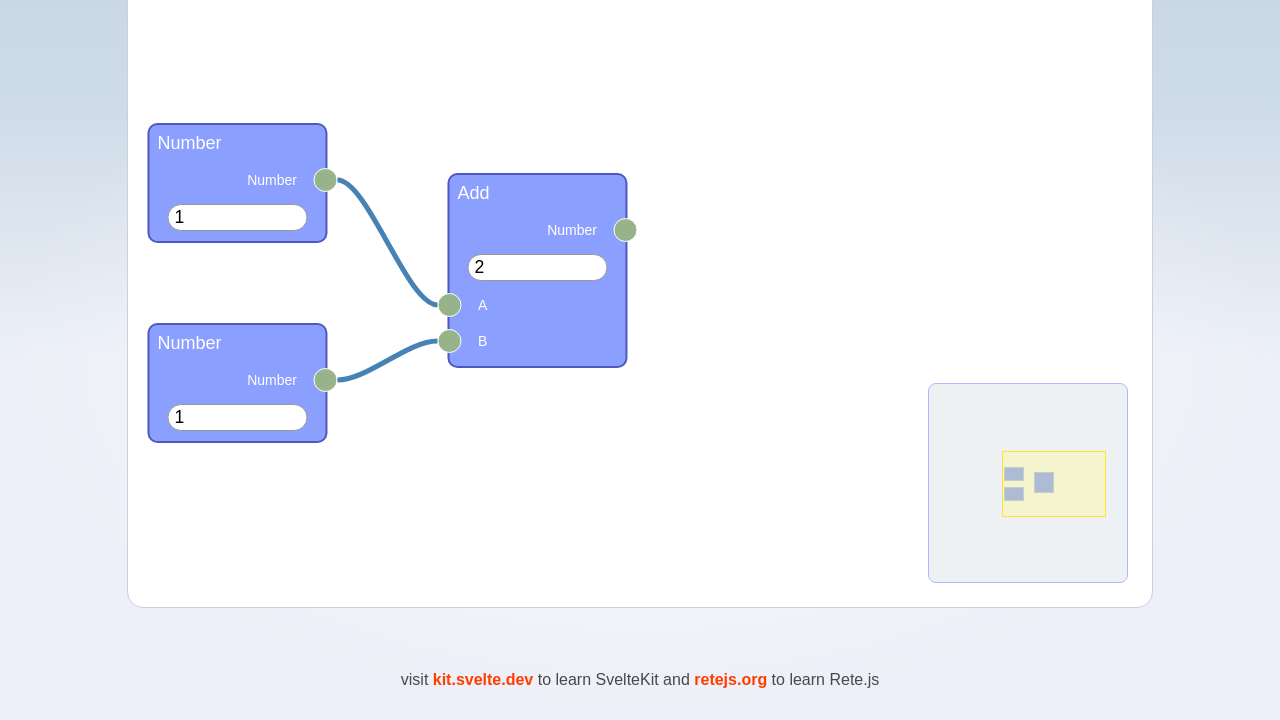 Number
Number
1
Add
Number
2
A
B
Number
Number
1
visit kit.svelte.dev to learn SvelteKit and retejs.org to learn Rete.js